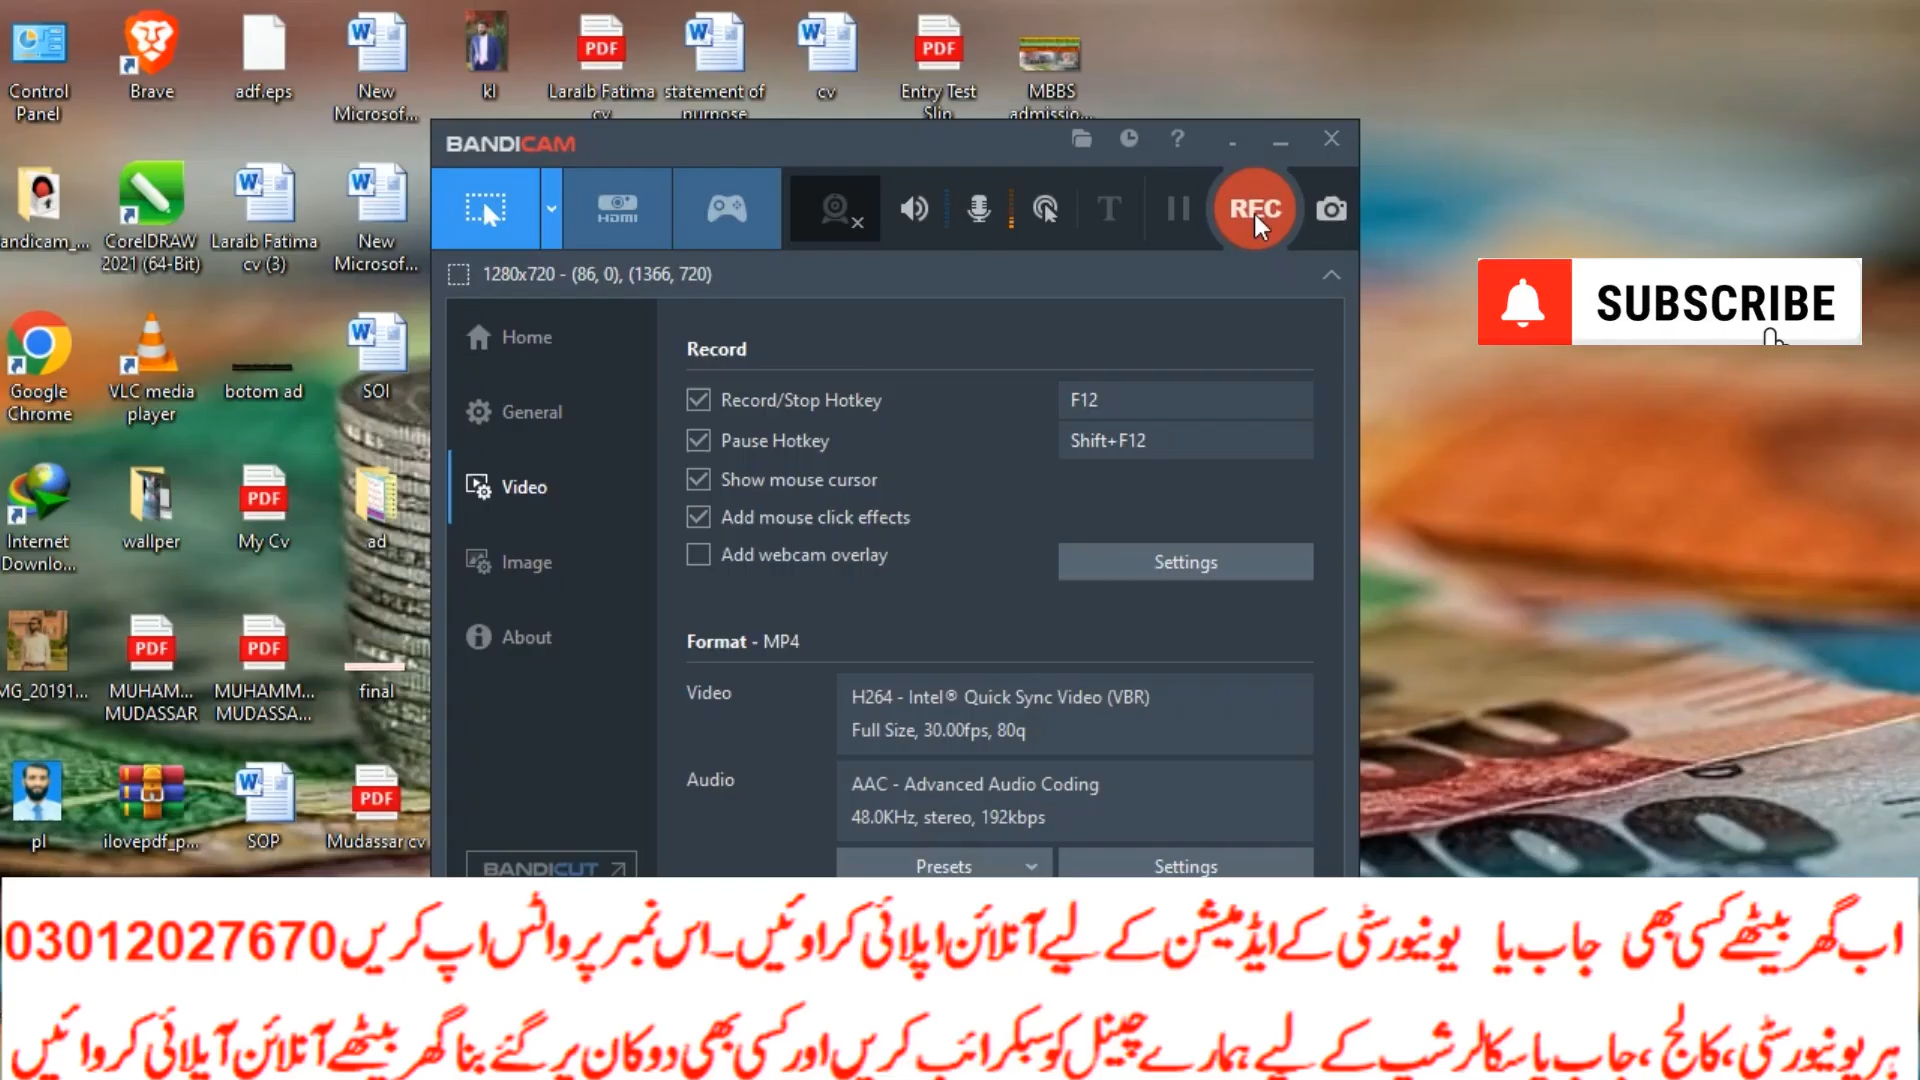 Control Panel
Brave
adf.eps
New Microsof...
kl
PDF
Laraib Fatima cv
statement of purpose
cv
PDF
Entry Test Slip
MBBS admissio...
andicam_...
CorelDRAW 2021 (64-Bit)
Laraib Fatima cv (3)
New Microsof...
Google Chrome
VLC media player
botom ad
SOI
Internet Downlo...
wallper
PDF
My Cv
ad
MG_20191...
PDF
MUHAM... MUDASSAR
PDF
MUHAMM... MUDASSA...
final
pl
ilovepdf_p...
SOP
PDF
Mudassar cv
BANDICAM
HDMI
T
REC
1280x720 - (86, 0), (1366, 720)
Home
General
Video
Image
About
BANDICUT
Record
Record/Stop Hotkey F12
Pause Hotkey Shift+F12
Show mouse cursor
Add mouse click effects
Add webcam overlay Settings
Format - MP4
Video H264 - Intel® Quick Sync Video (VBR)
Full Size, 30.00fps, 80q
Audio AAC - Advanced Audio Coding
48.0KHz, stereo, 192kbps
Presets Settings
SUBSCRIBE
اب گھر بیٹھے کسی بھی جاب یا یونیورسٹی کے ایڈمیشن کے لیے آنلائن اپلائی کراوئیں۔ اس نمبر پر واٹس اپ کریں 03012027670
ہر یونیورسٹی، کالج ،جاب یا سکالرشپ کے لیے ہمارے چینل کو سبکرائب کریں اور کسی بھی دوکان پر گئے بنا گھر بیٹھے آنلائن آپلائی کروائیں